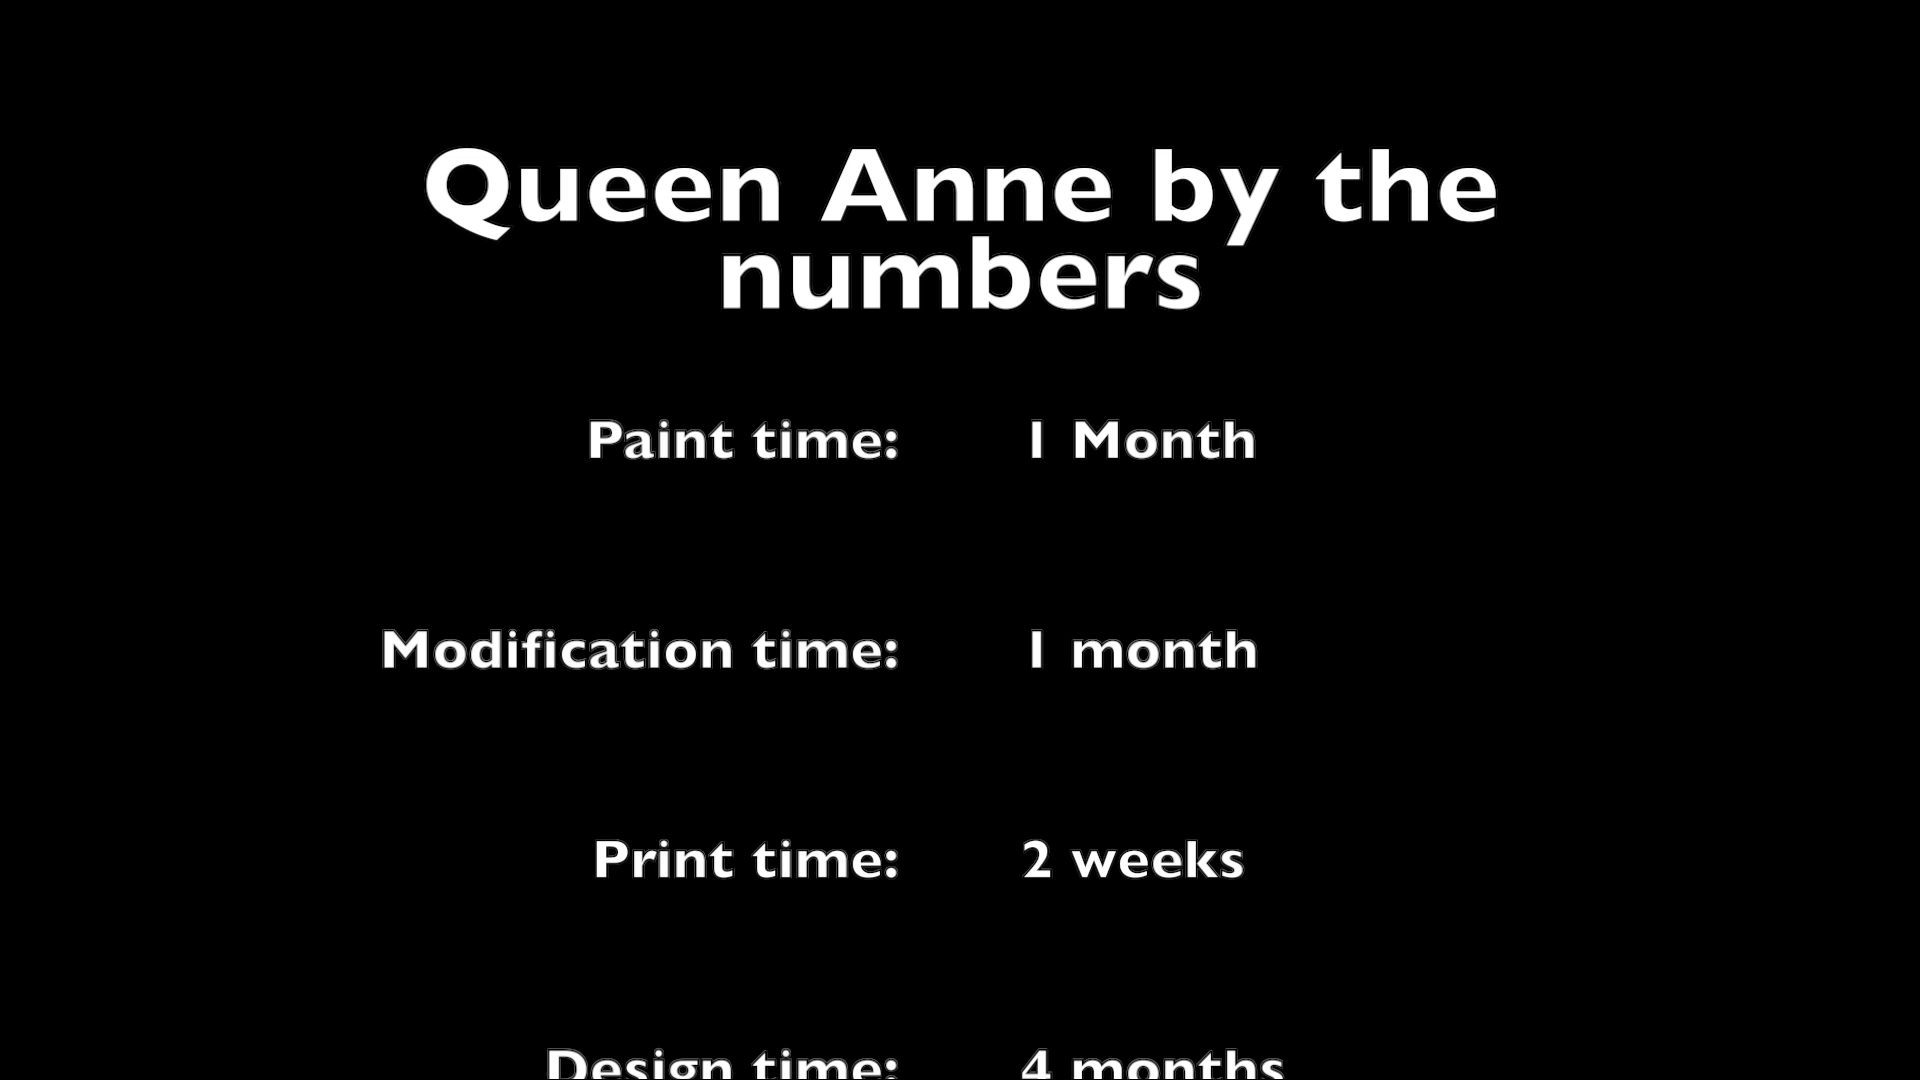 Queen Anne by the
numbers
Paint time: 1 Month
Modification time: 1 month
Print time: 2 weeks
Design time: 4 months